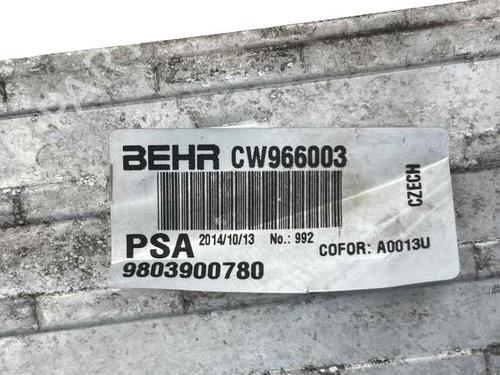 BEHR CW966003
PSA 2014/10/13 No.: 992
COFOR: A0013U
9803900780
CZECH